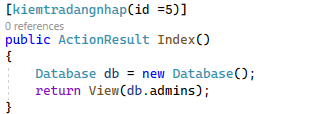 [kiemtradangnhap(id =5)]
0 references
public ActionResult Index()
{
Database db = new Database();
return View(db.admins);
}